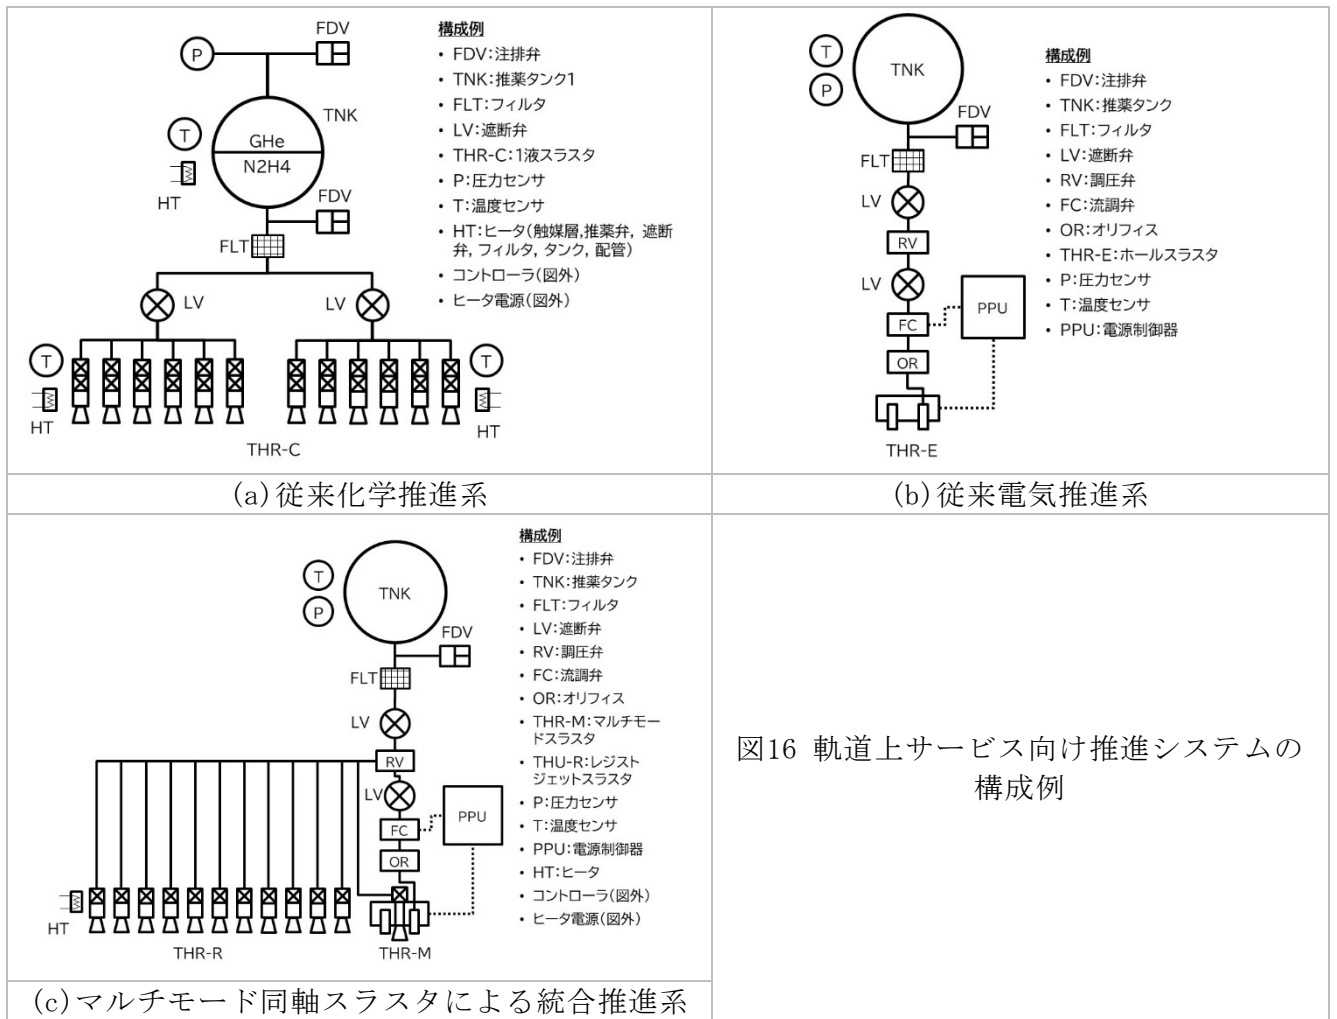 FDV
P
TNK
T
GHe
N2H4
HT
FDV
FLT
LV
LV
T
T
HT
HT
THR-C
構成例
• FDV:注排弁
• TNK:推薬タンク1
• FLT:フィルタ
• LV:遮断弁
• THR-C:1液スラスタ
• P:圧力センサ
• T:温度センサ
• HT:ヒータ(触媒層,推薬弁, 遮断
弁, フィルタ, タンク, 配管)
• コントローラ(図外)
• ヒータ電源(図外)
(a)従来化学推進系
T
P
TNK
FDV
FLT
LV
RV
LV
FC
PPU
OR
THR-E
構成例
• FDV:注排弁
• TNK:推薬タンク
• FLT:フィルタ
• LV:遮断弁
• RV:調圧弁
• FC:流調弁
• OR:オリフィス
• THR-E:ホールスラスタ
• P:圧力センサ
• T:温度センサ
• PPU:電源制御器
(b)従来電気推進系
T
P
TNK
FDV
FLT
LV
RV
LV
FC
PPU
OR
HT
THR-R
THR-M
構成例
• FDV:注排弁
• TNK:推薬タンク
• FLT:フィルタ
• LV:遮断弁
• RV:調圧弁
• FC:流調弁
• OR:オリフィス
• THR-M:マルチモー
ドスラスタ
• THU-R:レジスト
ジェットスラスタ
• P:圧力センサ
• T:温度センサ
• PPU:電源制御器
• HT:ヒータ
• コントローラ(図外)
• ヒータ電源(図外)
(c)マルチモード同軸スラスタによる統合推進系
図16 軌道上サービス向け推進システムの
構成例